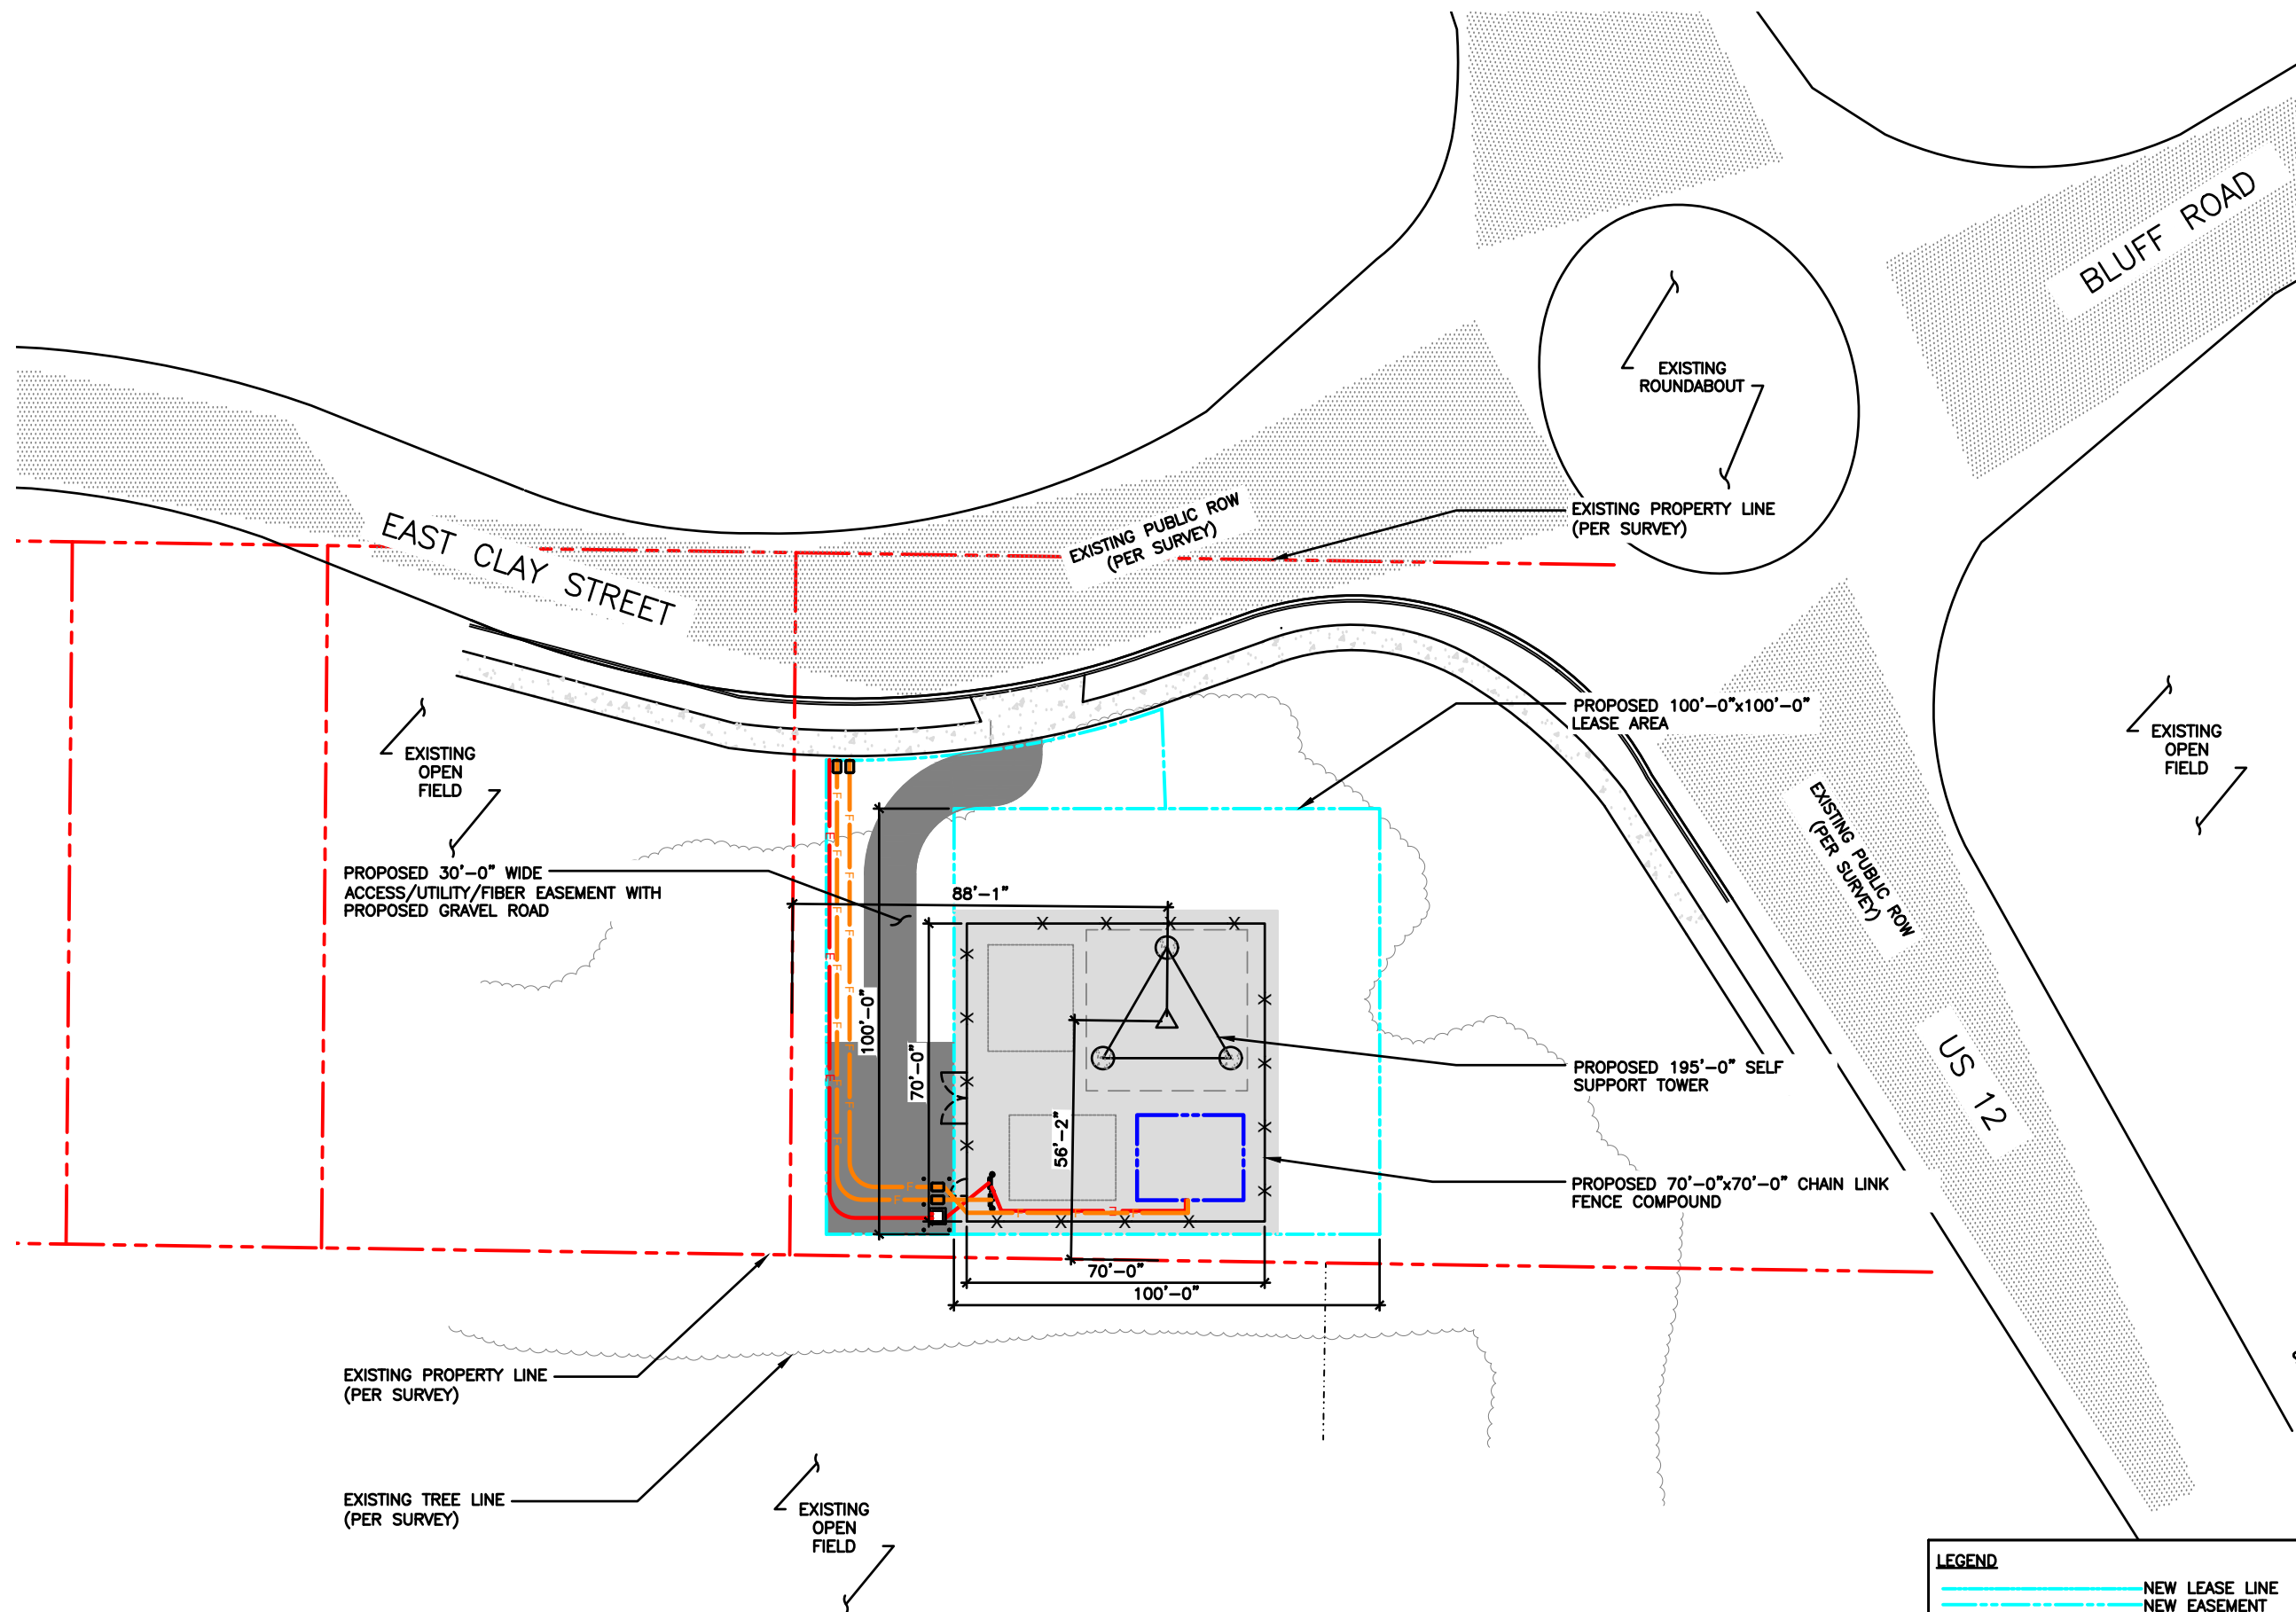 BLUFF ROAD
EXISTING
ROUNDABOUT
EXISTING PROPERTY LINE
(PER SURVEY)
EXISTING PUBLIC ROW
(PER SURVEY)
EAST CLAY STREET
PROPOSED 100'-0"x100'-0"
LEASE AREA
EXISTING
OPEN
FIELD
EXISTING
OPEN
FIELD
EXISTING PUBLIC ROW
(PER SURVEY)
PROPOSED 30'-0" WIDE
ACCESS/UTILITY/FIBER EASEMENT WITH
PROPOSED GRAVEL ROAD
88'-1"
100'-0"
70'-0"
56'-2"
US 12
PROPOSED 195'-0" SELF
SUPPORT TOWER
PROPOSED 70'-0"x70'-0" CHAIN LINK
FENCE COMPOUND
70'-0"
100'-0"
EXISTING PROPERTY LINE
(PER SURVEY)
EXISTING TREE LINE
(PER SURVEY)
EXISTING
OPEN
FIELD
LEGEND
NEW LEASE LINE
NEW EASEMENT